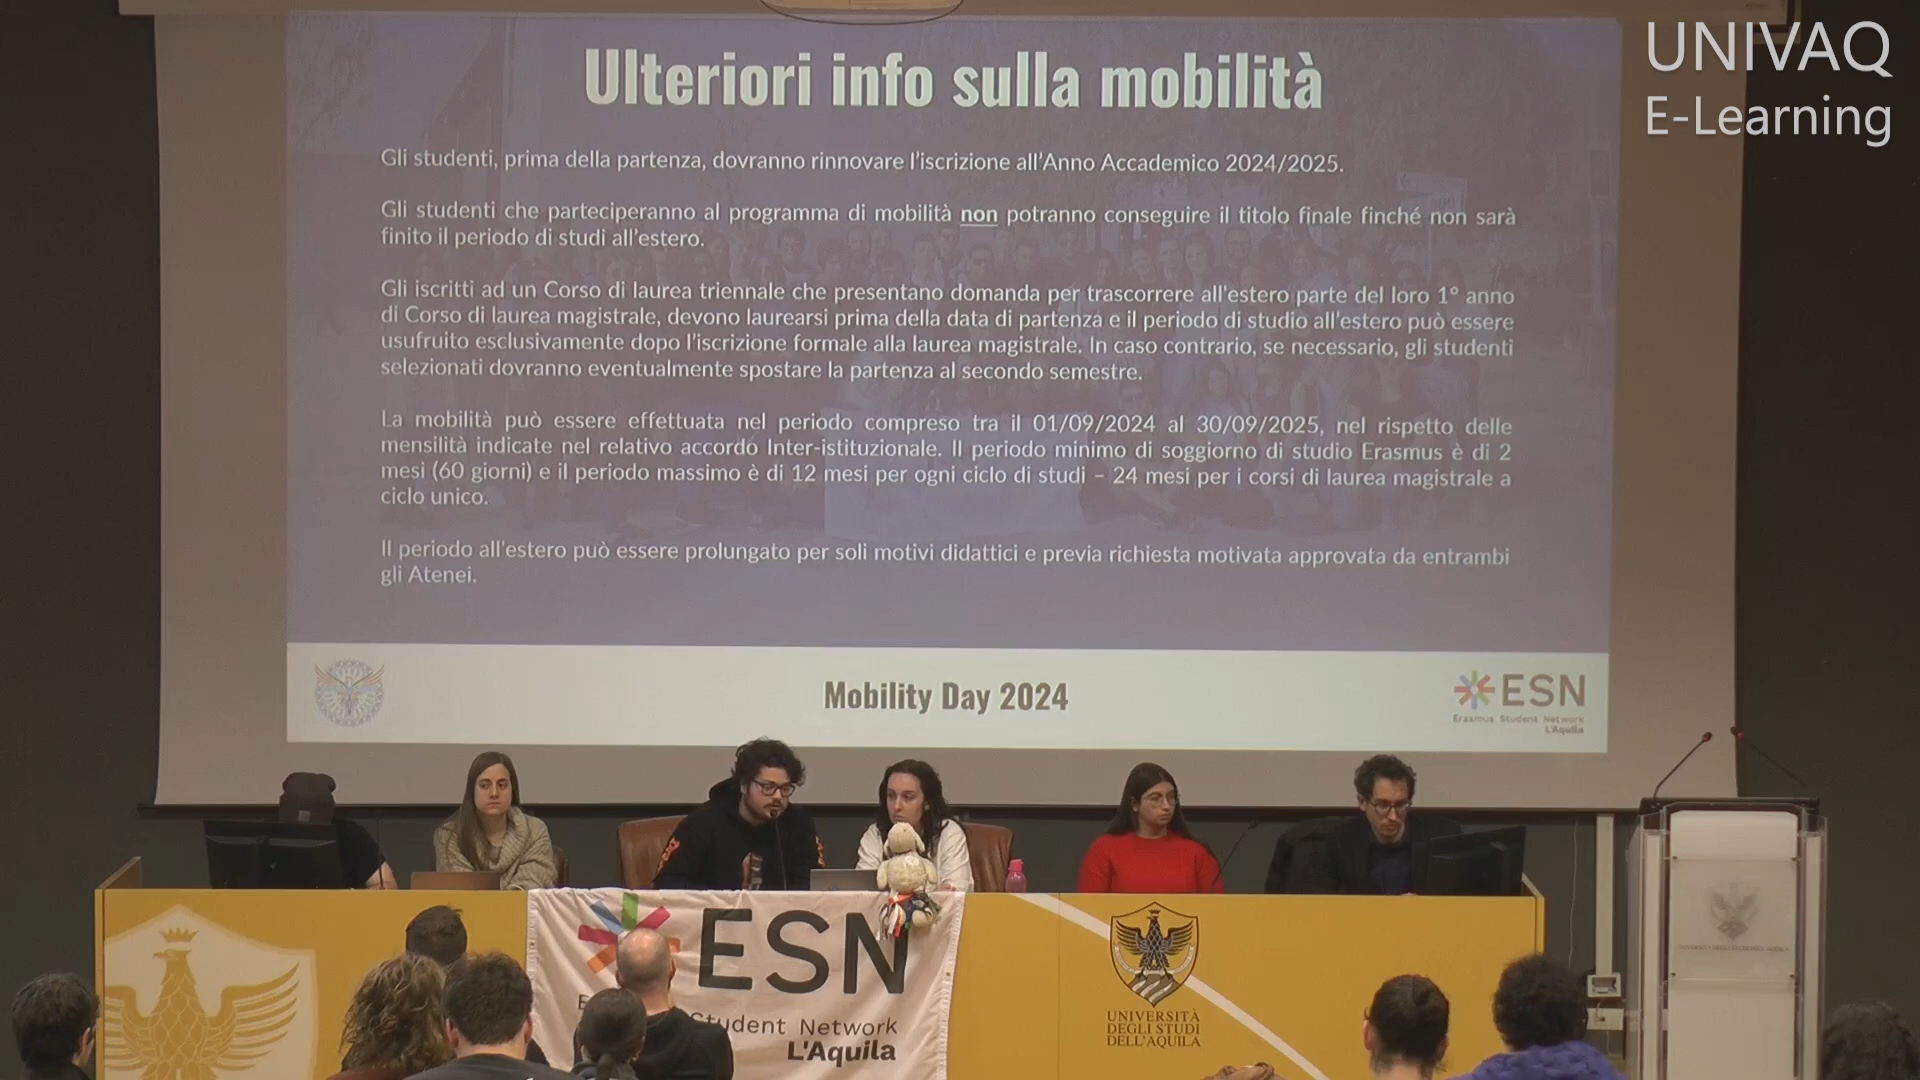 UNIVAQ
E-Learning
Ulteriori info sulla mobilità
Gli studenti, prima della partenza, dovranno rinnovare l'iscrizione all'Anno Accademico 2024/2025.
Gli studenti che parteciperanno al programma di mobilità non potranno conseguire il titolo finale finché non sarà
finito il periodo di studi all'estero.
Gli iscritti ad un Corso di laurea triennale che presentano domanda per trascorrere all'estero parte del loro 1° anno
di Corso di laurea magistrale, devono laurearsi prima della data di partenza e il periodo di studio all'estero può essere
usufruito esclusivamente dopo l'iscrizione formale alla laurea magistrale. In caso contrario, se necessario, gli studenti
selezionati dovranno eventualmente spostare la partenza al secondo semestre.
La mobilità può essere effettuata nel periodo compreso tra il 01/09/2024 al 30/09/2025, nel rispetto delle
mensilità indicate nel relativo accordo Inter-istituzionale. Il periodo minimo di soggiorno di studio Erasmus è di 2
mesi (60 giorni) e il periodo massimo è di 12 mesi per ogni ciclo di studi – 24 mesi per i corsi di laurea magistrale a
ciclo unico.
Il periodo all'estero può essere prolungato per soli motivi didattici e previa richiesta motivata approvata da entrambi
gli Atenei.
Mobility Day 2024
ESN
Erasmus Student Network
L'Aquila
ESN
Student Network
L'Aquila
UNIVERSITÀ
DEGLI STUDI
DELL'AQUILA